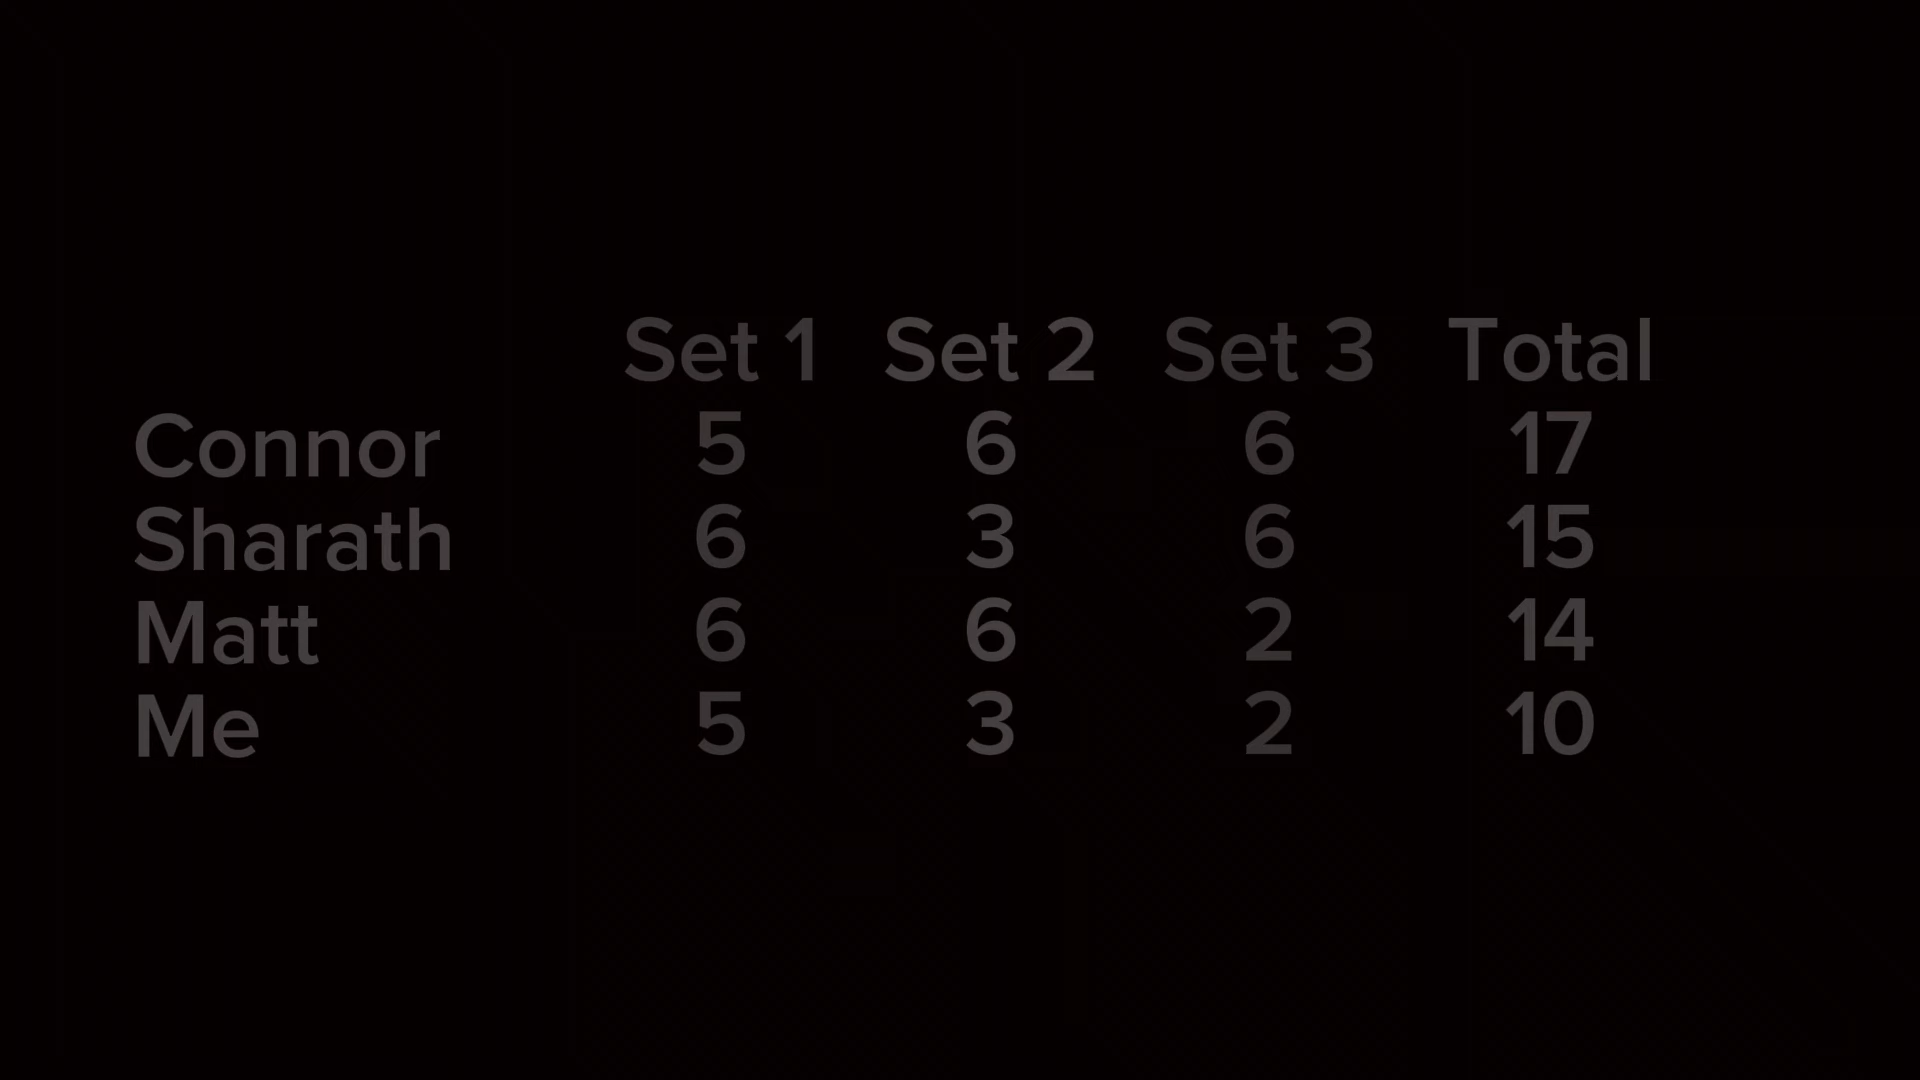 Set 1 Set 2 Set 3 Total
Connor 5 6 6 17
Sharath 6 3 6 15
Matt 6 6 2 14
Me 5 3 2 10